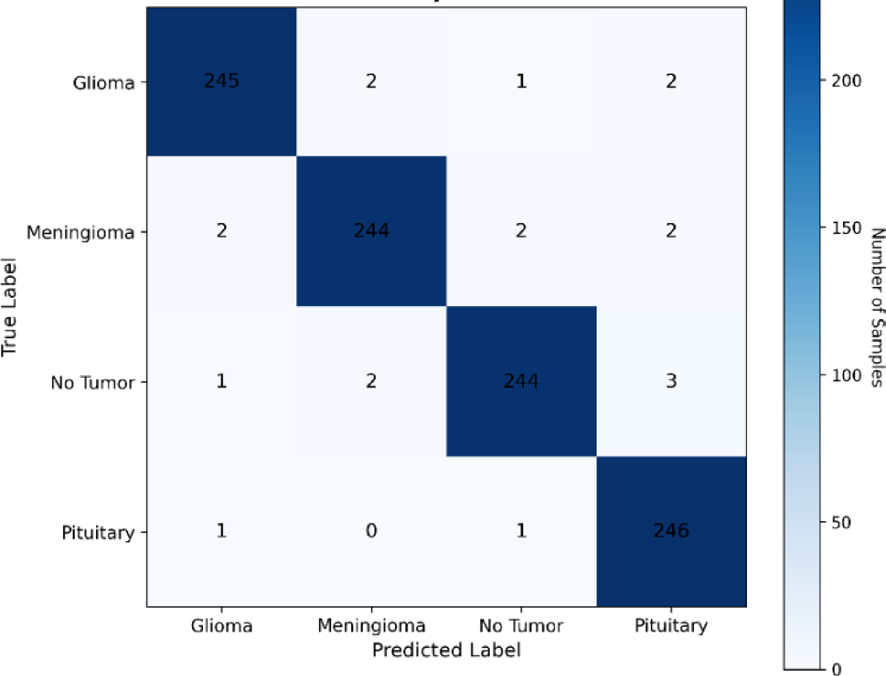 Glioma 245 2 1 2
Meningioma 2 244 2 2
No Tumor 1 2 244 3
Pituitary 1 0 1 246
Glioma Meningioma No Tumor Pituitary
Predicted Label
True Label
200
150
100
50
0
Number of Samples